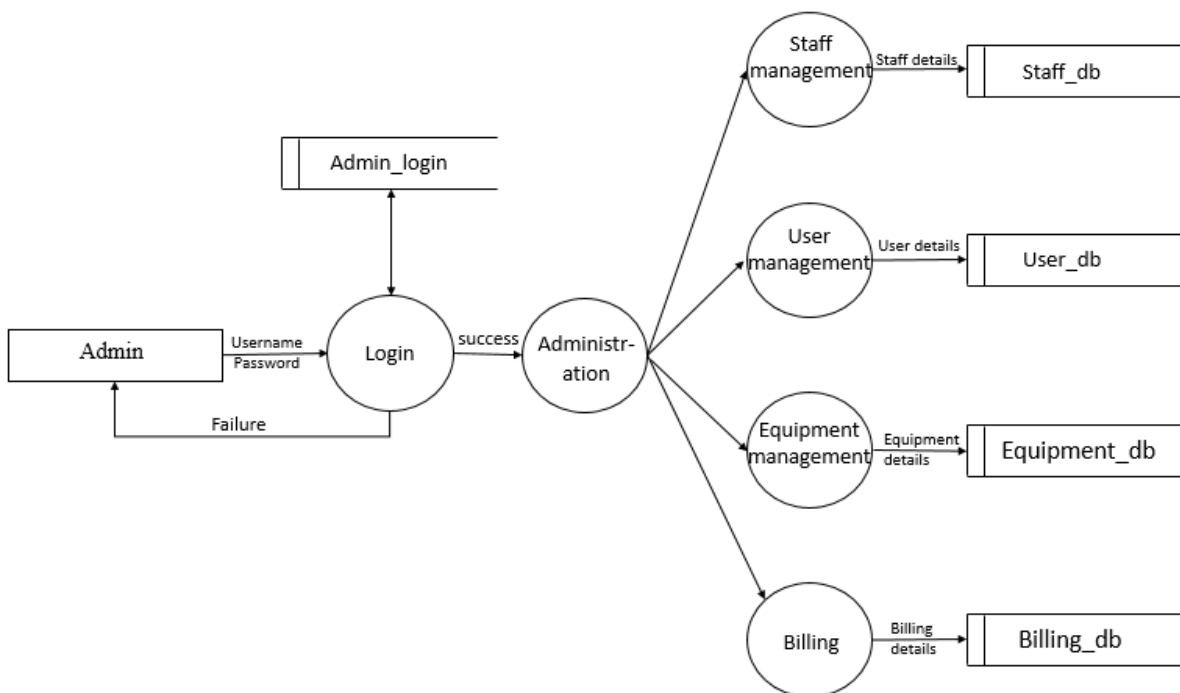 Staff
management
Staff details
Staff_db
Admin_login
User
management
User details
User_db
Admin
Username
Password
Login
success
Administr-
ation
Failure
Equipment
management
Equipment
details
Equipment_db
Billing
Billing
details
Billing_db